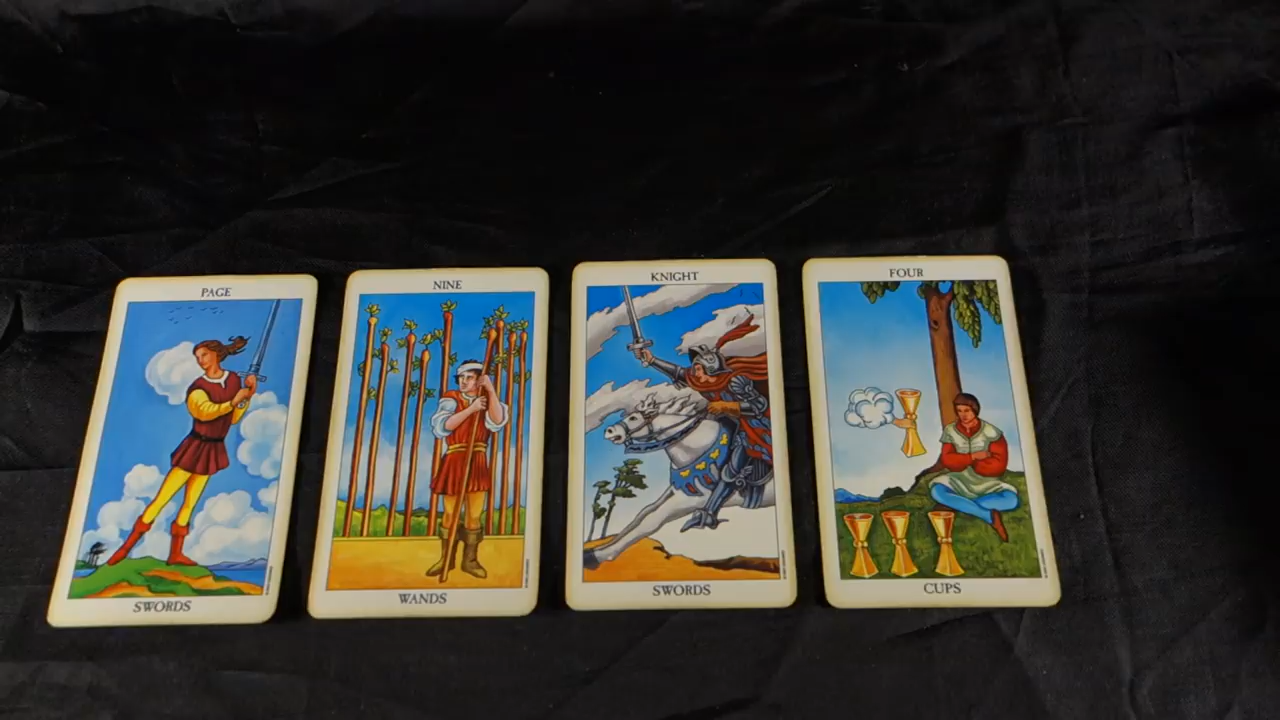 PAGE
SWORDS
NINE
WANDS
KNIGHT
SWORDS
FOUR
CUPS